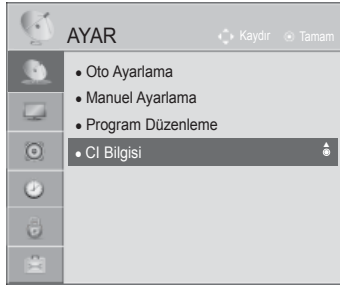 AYAR
Kaydır
Tamam
• Oto Ayarlama
• Manuel Ayarlama
• Program Düzenleme
• CI Bilgisi